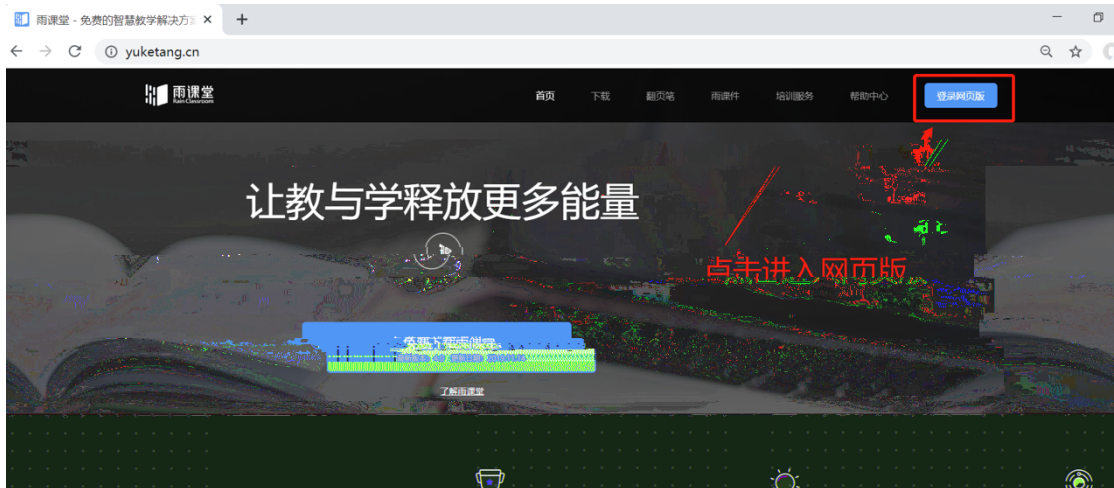 雨课堂 - 免费的智慧教学解决方
yuketang.cn
雨课堂
Rain Classroom
首页 下载 翻页笔 雨课件 培训服务 帮助中心 登录网页版
让教与学释放更多能量
点击进入网页版
了解雨课堂